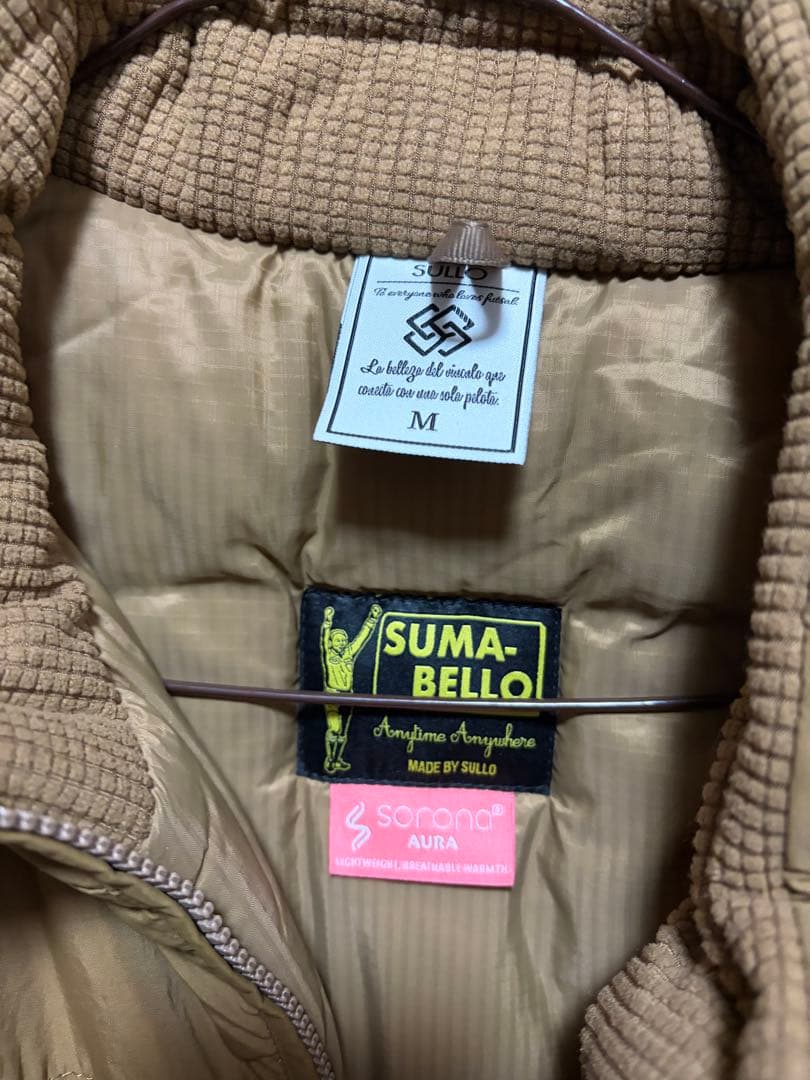 SULLO
To everyone who loves futsal.
La belleza del vinculo que
conecta con una sola pelota.
M
SUMA-
BELLO
Anytime Anywhere
MADE BY SULLO
sorona®
AURA
LIGHTWEIGHT/BREATHABLE WARMTH